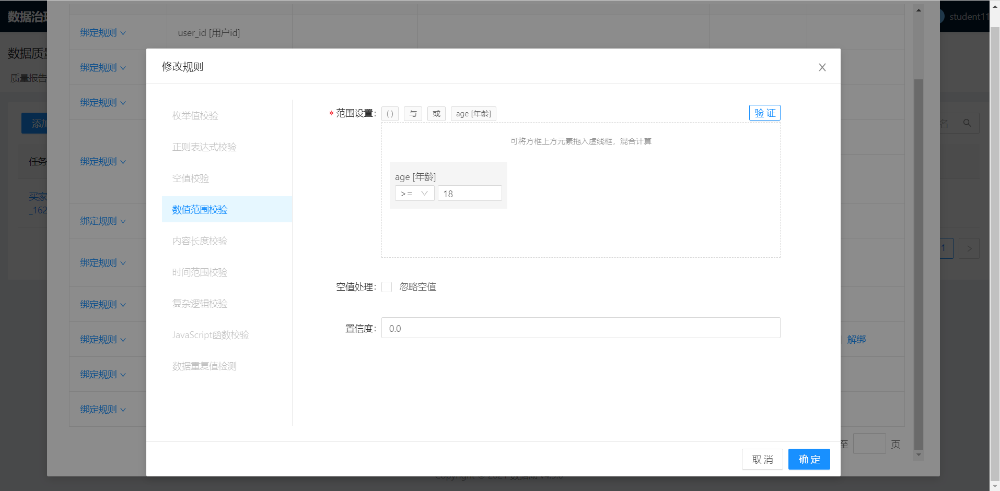 数据治理
student11
绑定规则
user_id [用户id]
数据质量
绑定规则
质量报告
绑定规则
添加
名
任务
绑定规则
买家
_162
绑定规则
1
绑定规则
绑定规则
绑定规则
解绑
绑定规则
绑定规则
至
页
修改规则
枚举值校验
正则表达式校验
空值校验
数值范围校验
内容长度校验
时间范围校验
复杂逻辑校验
JavaScript函数校验
数据重复值检测
* 范围设置: ( ) 与 或 age [年龄] 验 证
可将方框上方元素拖入虚线框，混合计算
age [年龄]
>= 18
空值处理: 忽略空值
置信度: 0.0
取 消 确 定